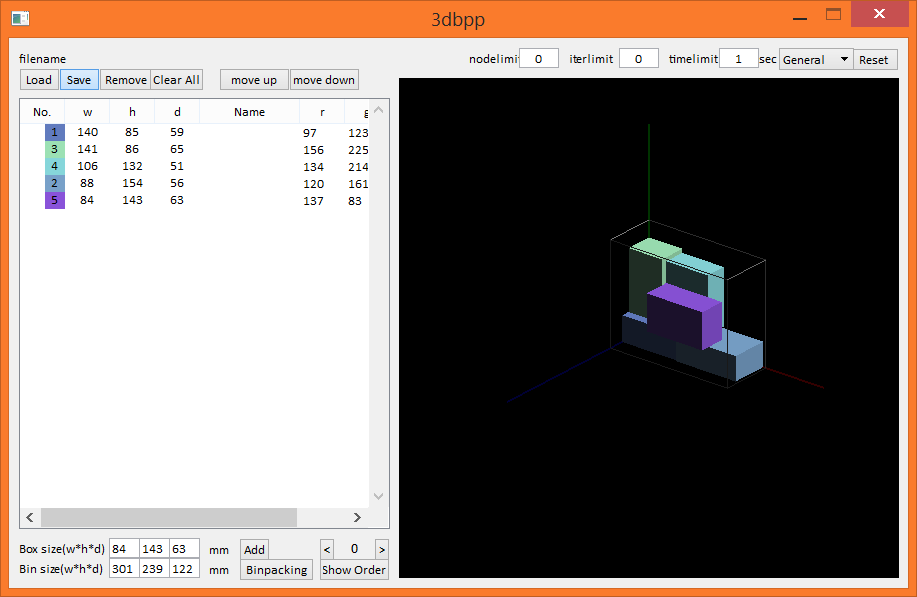 3dbpp
filename
nodelimit 0 iterlimit 0 timelimit 1 sec General Reset
Load Save Remove Clear All move up move down
No. w h d Name r g
1 140 85 59 97 123
3 141 86 65 156 225
4 106 132 51 134 214
2 88 154 56 120 161
5 84 143 63 137 83
Box size(w*h*d) 84 143 63 mm Add < 0 >
Bin size(w*h*d) 301 239 122 mm Binpacking Show Order